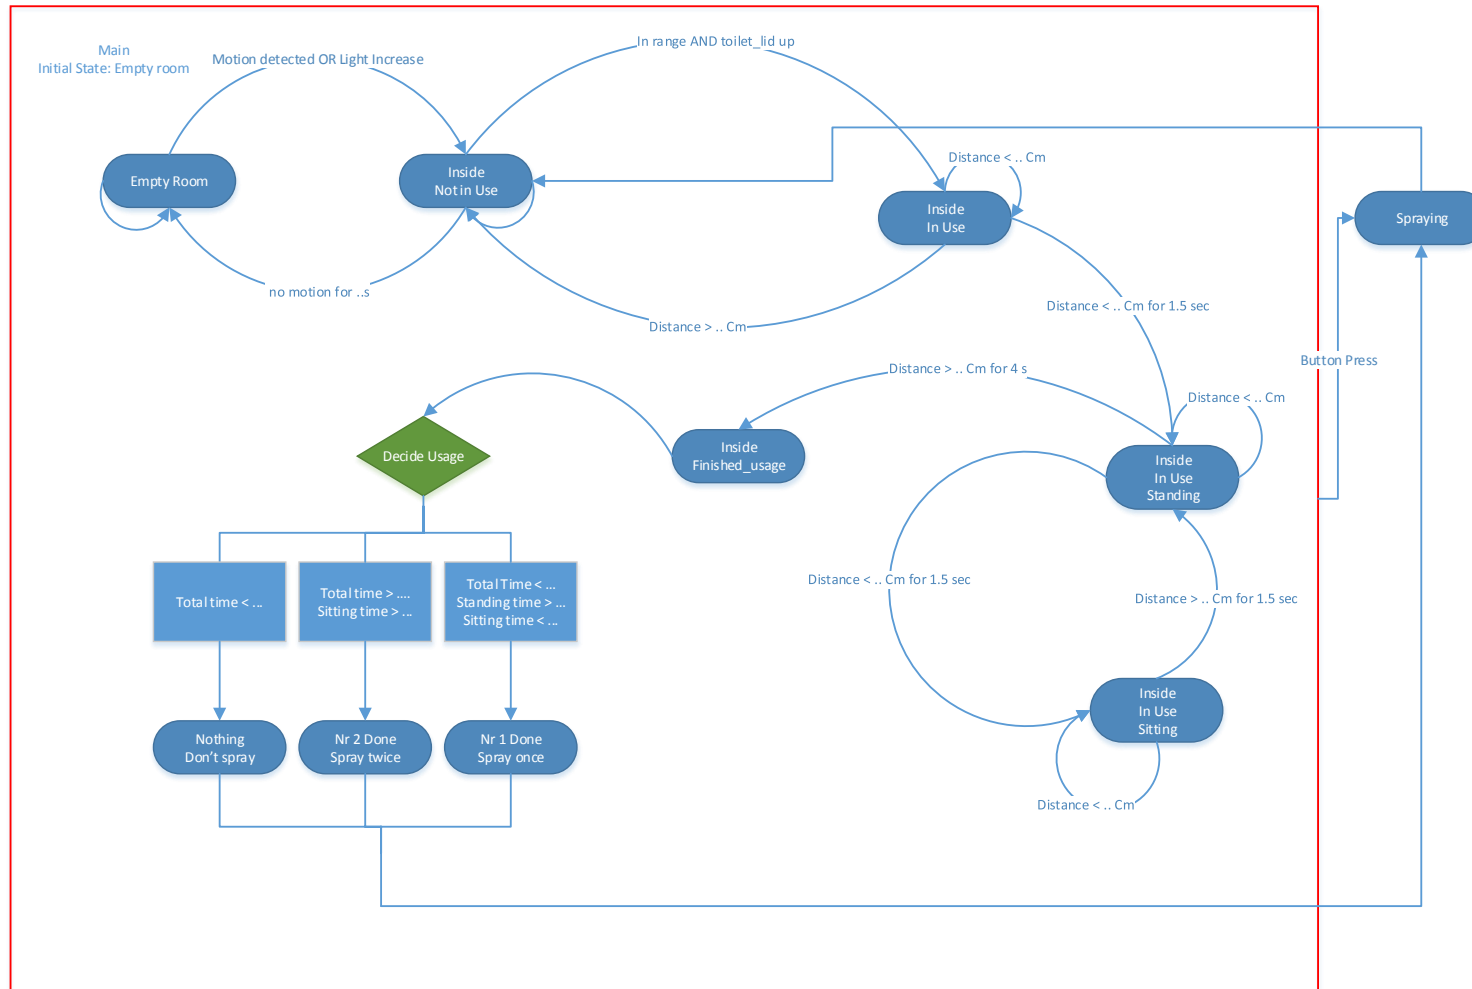 Main
Initial State: Empty room
Motion detected OR Light Increase
In range AND toilet_lid up
Empty Room
Inside
Not in Use
Distance < .. Cm
Inside
In Use
Spraying
no motion for ..s
Distance > .. Cm
Distance < .. Cm for 1.5 sec
Button Press
Distance > .. Cm for 4 s
Distance < .. Cm
Decide Usage
Inside
Finished_usage
Inside
In Use
Standing
Total time < ...
Total time > ....
Sitting time > ...
Total Time < ...
Standing time > ...
Sitting time < ...
Distance < .. Cm for 1.5 sec
Distance > .. Cm for 1.5 sec
Inside
In Use
Sitting
Nothing
Don't spray
Nr 2 Done
Spray twice
Nr 1 Done
Spray once
Distance < .. Cm